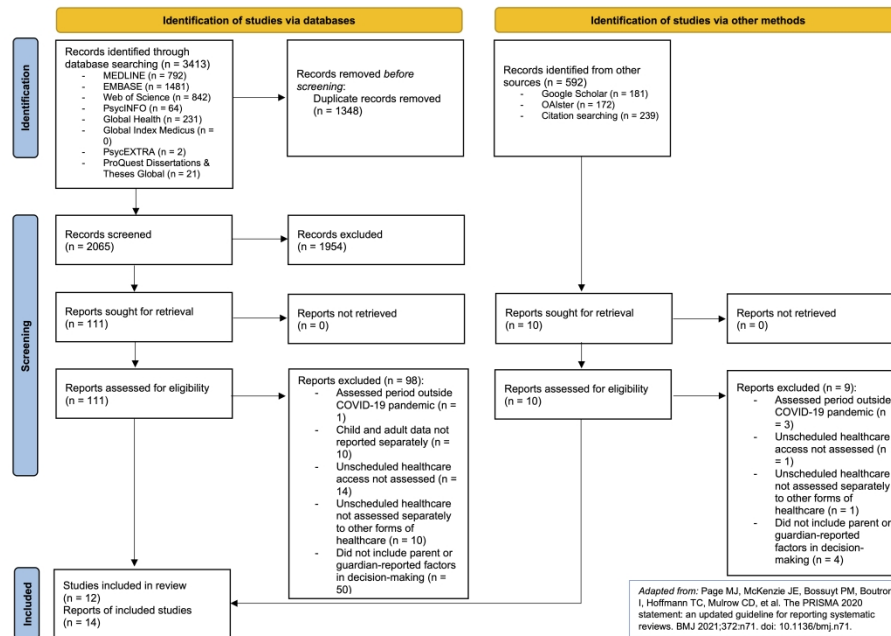 Identification of studies via databases
Identification of studies via other methods
Identification
Records identified through
database searching (n = 3413)
- MEDLINE (n = 792)
- EMBASE (n = 1481)
- Web of Science (n = 842)
- PsycINFO (n = 64)
- Global Health (n = 231)
- Global Index Medicus (n =
0)
- PsycEXTRA (n = 2)
- ProQuest Dissertations &
Theses Global (n = 21)
Records removed before
screening:
Duplicate records removed
(n = 1348)
Records identified from other
sources (n = 592)
- Google Scholar (n = 181)
- OAIster (n = 172)
- Citation searching (n = 239)
Screening
Records screened
(n = 2065)
Records excluded
(n = 1954)
Reports sought for retrieval
(n = 111)
Reports not retrieved
(n = 0)
Reports sought for retrieval
(n = 10)
Reports not retrieved
(n = 0)
Reports assessed for eligibility
(n = 111)
Reports excluded (n = 98):
- Assessed period outside
COVID-19 pandemic (n =
1)
- Child and adult data not
reported separately (n =
10)
- Unscheduled healthcare
access not assessed (n =
14)
- Unscheduled healthcare
not assessed separately
to other forms of
healthcare (n = 10)
- Did not include parent or
guardian-reported factors
in decision-making (n =
50)
Reports assessed for eligibility
(n = 10)
Reports excluded (n = 9):
- Assessed period outside
COVID-19 pandemic (n
= 3)
- Unscheduled healthcare
access not assessed (n
= 1)
- Unscheduled healthcare
not assessed separately
to other forms of
healthcare (n = 1)
- Did not include parent or
guardian-reported factors
in decision-making (n =
4)
Included
Studies included in review
(n = 12)
Reports of included studies
(n = 14)
Adapted from: Page MJ, McKenzie JE, Bossuyt PM, Boutron
I, Hoffmann TC, Mulrow CD, et al. The PRISMA 2020
statement: an updated guideline for reporting systematic
reviews. BMJ 2021;372:n71. doi: 10.1136/bmj.n71.